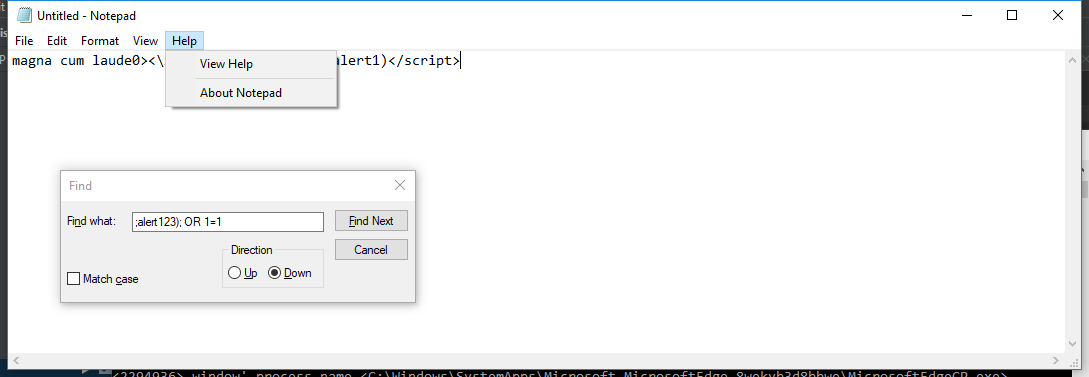 Untitled - Notepad
File Edit Format View Help
magna cum laude0><\ alert1)</script>
View Help
About Notepad
Find
Find what: ;alert123); OR 1=1 Find Next
Direction Cancel
Up Down
Match case
window' process name <C:\Windows\SystemApps\Microsoft.MicrosoftEdge_8wekyb3d8bbwe\MicrosoftEdgeCP.exe>